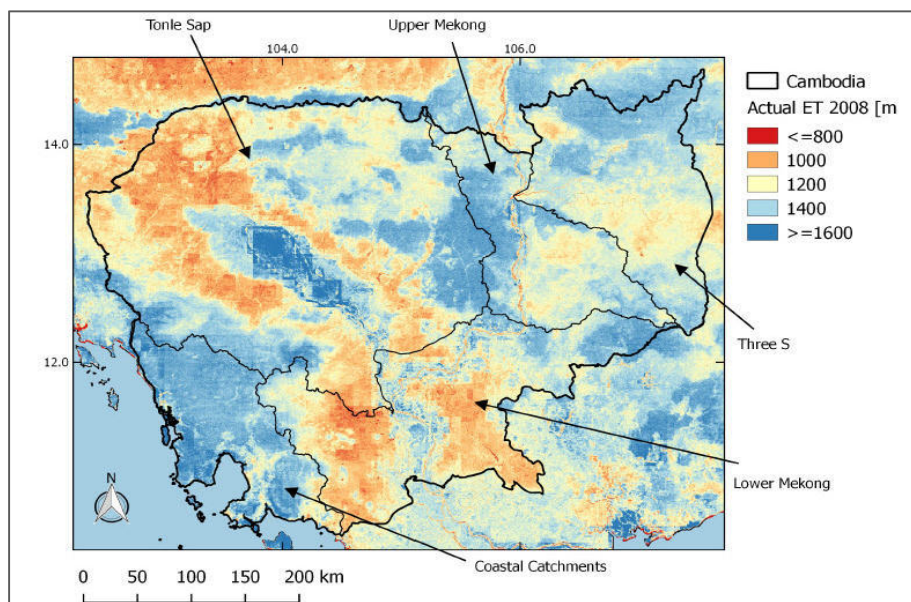 Tonle Sap
Upper Mekong
104.0
106.0
Cambodia
Actual ET 2008 [m
<=800
1000
1200
1400
>=1600
14.0
12.0
Three S
Lower Mekong
N
Coastal Catchments
0 50 100 150 200 km